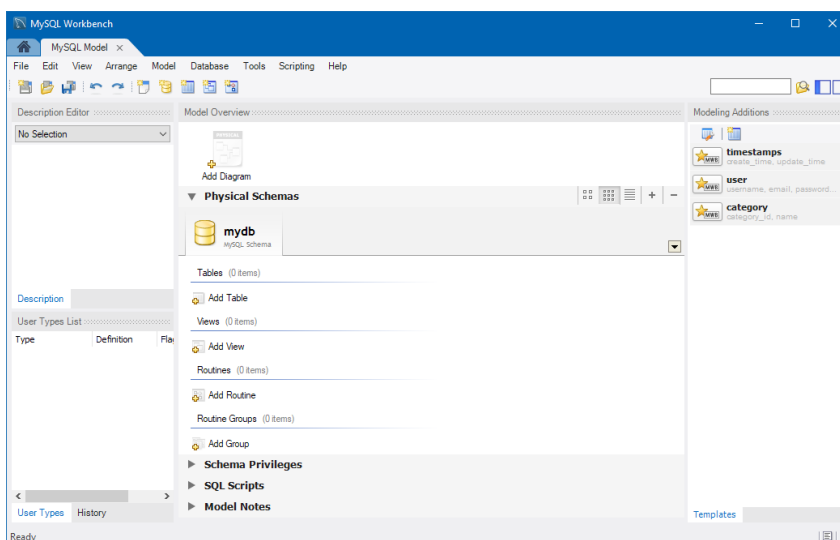 MySQL Workbench
MySQL Model
File Edit View Arrange Model Database Tools Scripting Help
Description Editor
No Selection
Description
User Types List
Type Definition
User Types History
Model Overview
Add Diagram
Physical Schemas
mydb
MySQL Schema
Tables (0 items)
Add Table
Views (0 items)
Add View
Routines (0 items)
Add Routine
Routine Groups (0 items)
Add Group
Schema Privileges
SQL Scripts
Model Notes
Modeling Additions
timestamps
create_time, update_time
user
username, email, password...
category
category_id, name
Templates
Ready